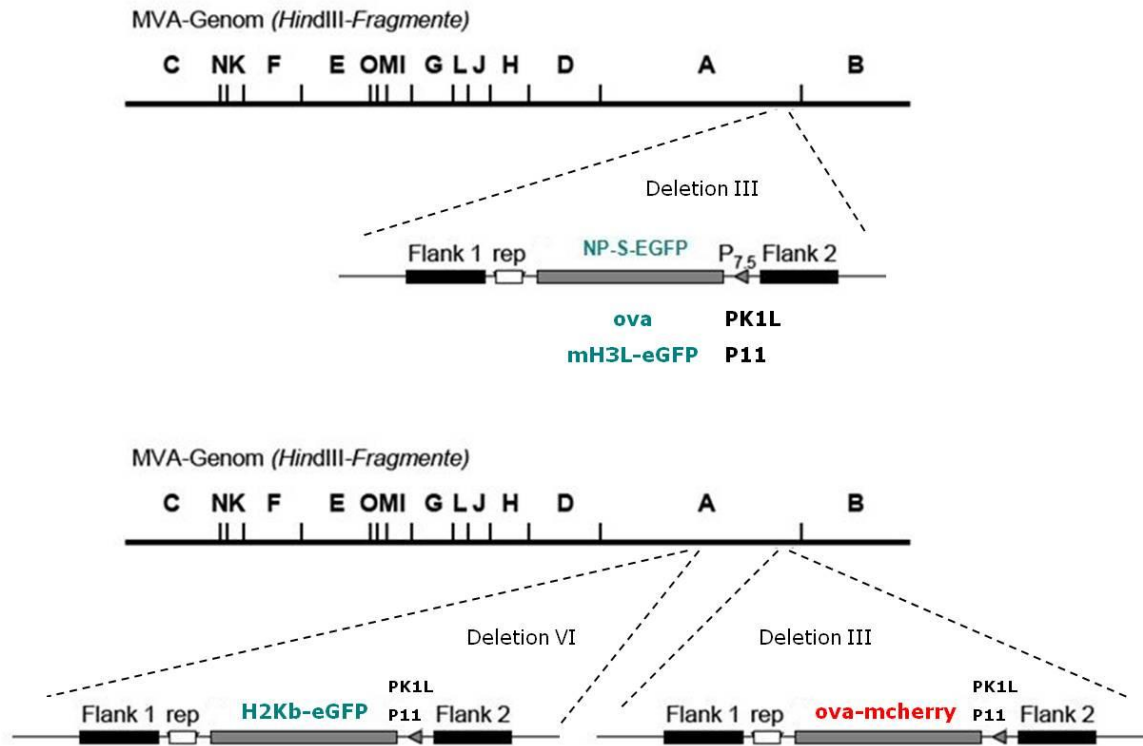 MVA-Genom (HindIII-Fragmente)
C NK F E OMI G L J H D A B
Deletion III
Flank 1 rep NP-S-EGFP P7.5 Flank 2
ova PK1L
mH3L-eGFP P11
MVA-Genom (HindIII-Fragmente)
C NK F E OMI G L J H D A B
Deletion VI Deletion III
PK1L PK1L
Flank 1 rep H2Kb-eGFP P11 Flank 2 Flank 1 rep ova-mcherry P11 Flank 2